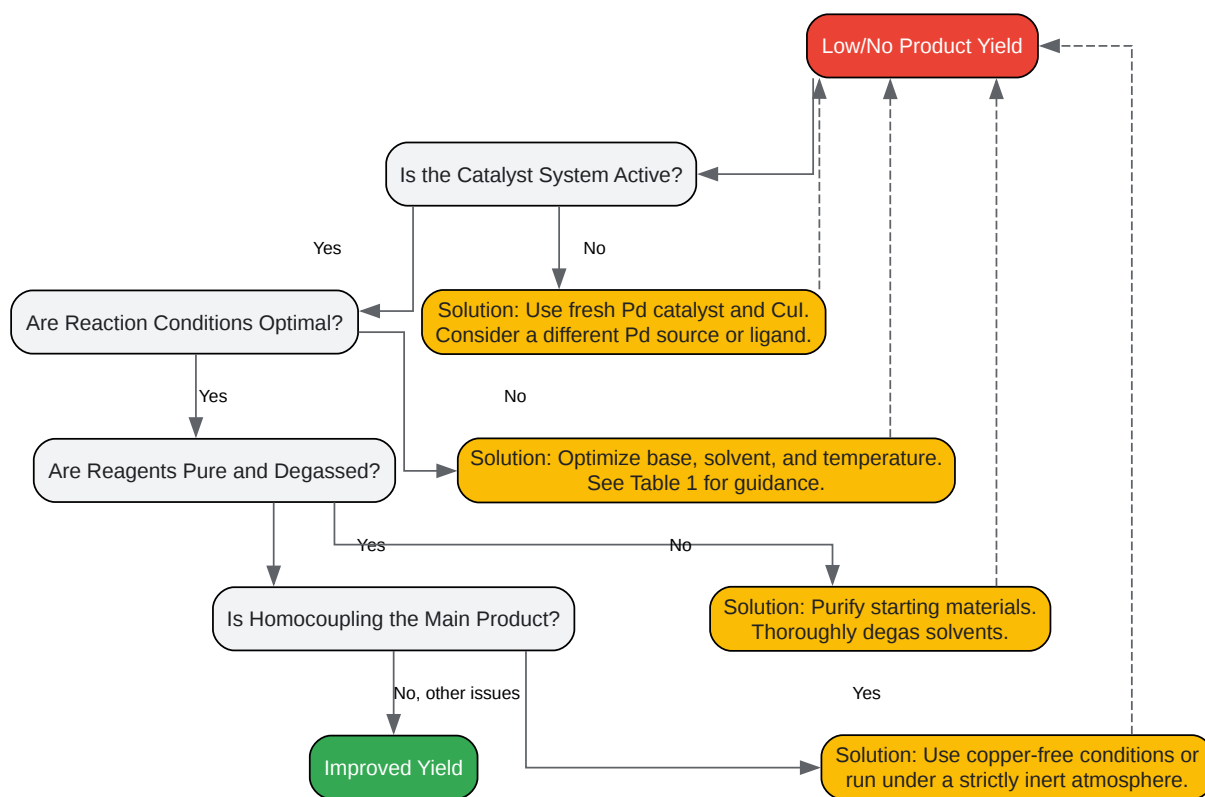 Low/No Product Yield
Is the Catalyst System Active?
Yes
No
Are Reaction Conditions Optimal?
Solution: Use fresh Pd catalyst and CuI.
Consider a different Pd source or ligand.
Yes
No
Are Reagents Pure and Degassed?
Solution: Optimize base, solvent, and temperature.
See Table 1 for guidance.
Yes
No
Is Homocoupling the Main Product?
Solution: Purify starting materials.
Thoroughly degas solvents.
No, other issues
Yes
Improved Yield
Solution: Use copper-free conditions or
run under a strictly inert atmosphere.